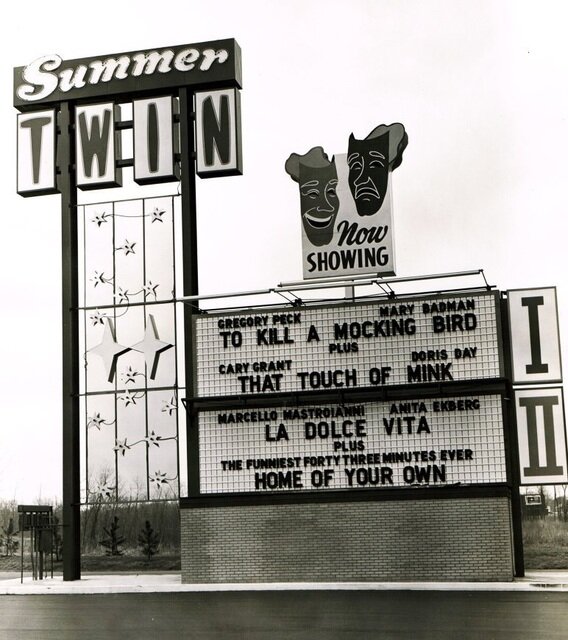 Summer
TWIN
Now
SHOWING
GREGORY PECK MARY BADMAN
TO KILL A MOCKING BIRD
PLUS
CARY GRANT DORIS DAY
THAT TOUCH OF MINK
I
MARCELLO MASTROIANNI ANITA EKBERG
LA DOLCE VITA
PLUS
THE FUNNIEST FORTY THREE MINUTES EVER
HOME OF YOUR OWN
II